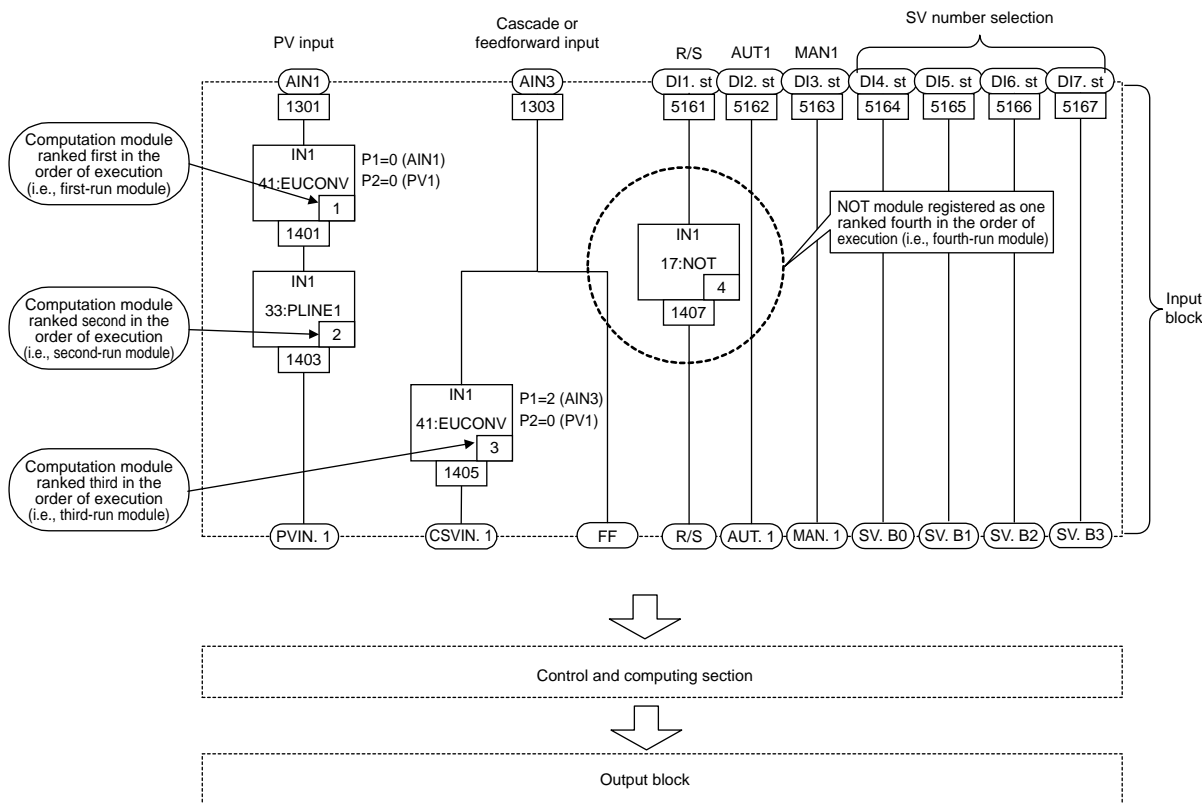 SV number selection
Cascade or
feedforward input
PV input
R/S
AUT1
MAN1
AIN1
AIN3
DI1. st
DI2. st
DI3. st
DI4. st
DI5. st
DI6. st
DI7. st
1301
1303
5161
5162
5163
5164
5165
5166
5167
Computation module
ranked first in the
order of execution
(i.e., first-run module)
IN1
41:EUCONV
1
P1=0 (AIN1)
P2=0 (PV1)
1401
NOT module registered as one
ranked fourth in the order of
execution (i.e., fourth-run module)
IN1
17:NOT
4
1407
Computation module
ranked second in the
order of execution
(i.e., second-run module)
IN1
33:PLINE1
2
1403
Input
block
IN1
41:EUCONV
3
P1=2 (AIN3)
P2=0 (PV1)
1405
Computation module
ranked third in the
order of execution
(i.e., third-run module)
PVIN. 1
CSVIN. 1
FF
R/S
AUT. 1
MAN. 1
SV. B0
SV. B1
SV. B2
SV. B3
Control and computing section
Output block